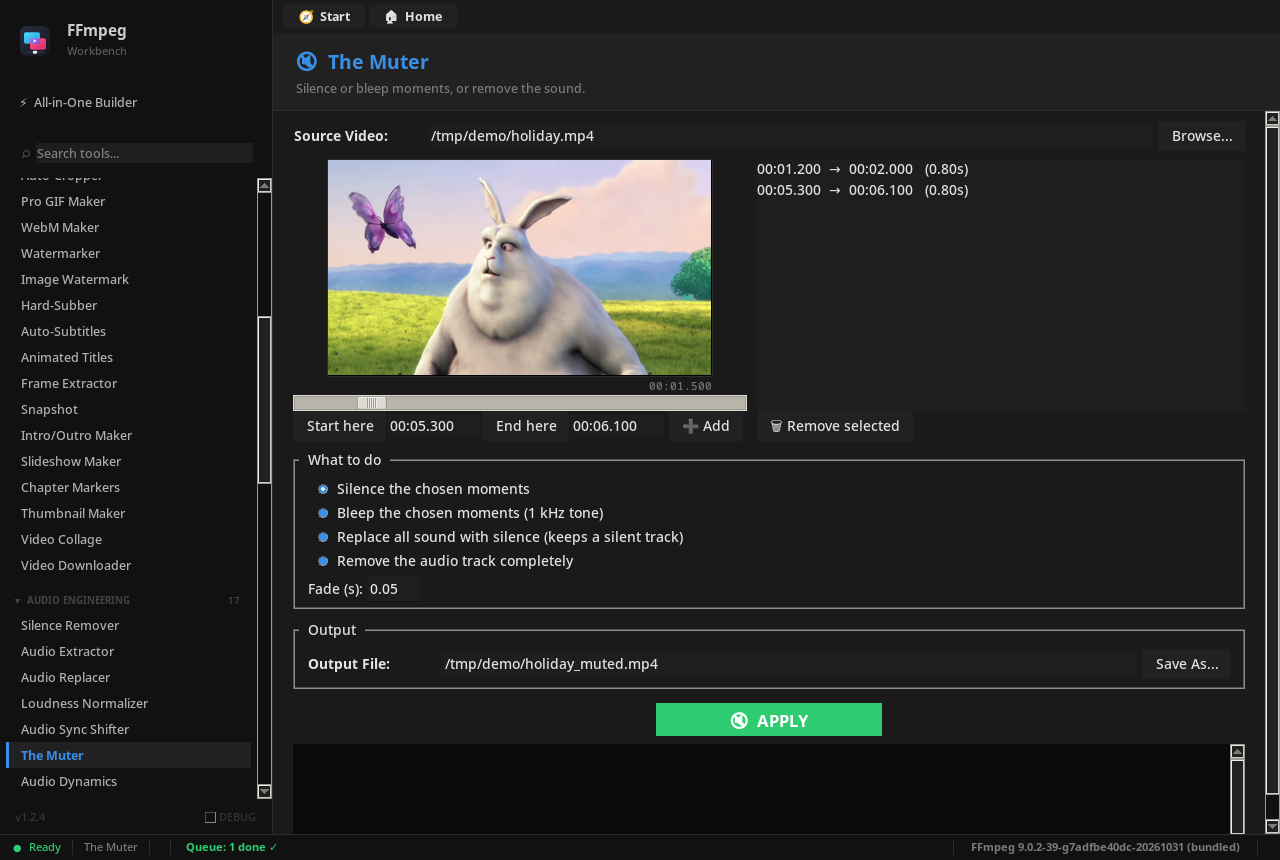 FFmpeg
Workbench
⚡ All-in-One Builder
Search tools...
Auto-Cropper
Pro GIF Maker
WebM Maker
Watermarker
Image Watermark
Hard-Subber
Auto-Subtitles
Animated Titles
Frame Extractor
Snapshot
Intro/Outro Maker
Slideshow Maker
Chapter Markers
Thumbnail Maker
Video Collage
Video Downloader
▾ AUDIO ENGINEERING 17
Silence Remover
Audio Extractor
Audio Replacer
Loudness Normalizer
Audio Sync Shifter
The Muter
Audio Dynamics
v1.2.4 DEBUG
Start Home
The Muter
Silence or bleep moments, or remove the sound.
Source Video: /tmp/demo/holiday.mp4 Browse...
00:01.200 → 00:02.000 (0.80s)
00:05.300 → 00:06.100 (0.80s)
00:01.500
Start here 00:05.300 End here 00:06.100 ➕ Add Remove selected
What to do
Silence the chosen moments
Bleep the chosen moments (1 kHz tone)
Replace all sound with silence (keeps a silent track)
Remove the audio track completely
Fade (s): 0.05
Output
Output File: /tmp/demo/holiday_muted.mp4 Save As...
APPLY
● Ready The Muter Queue: 1 done ✓ FFmpeg 9.0.2-39-g7adfbe40dc-20261031 (bundled)